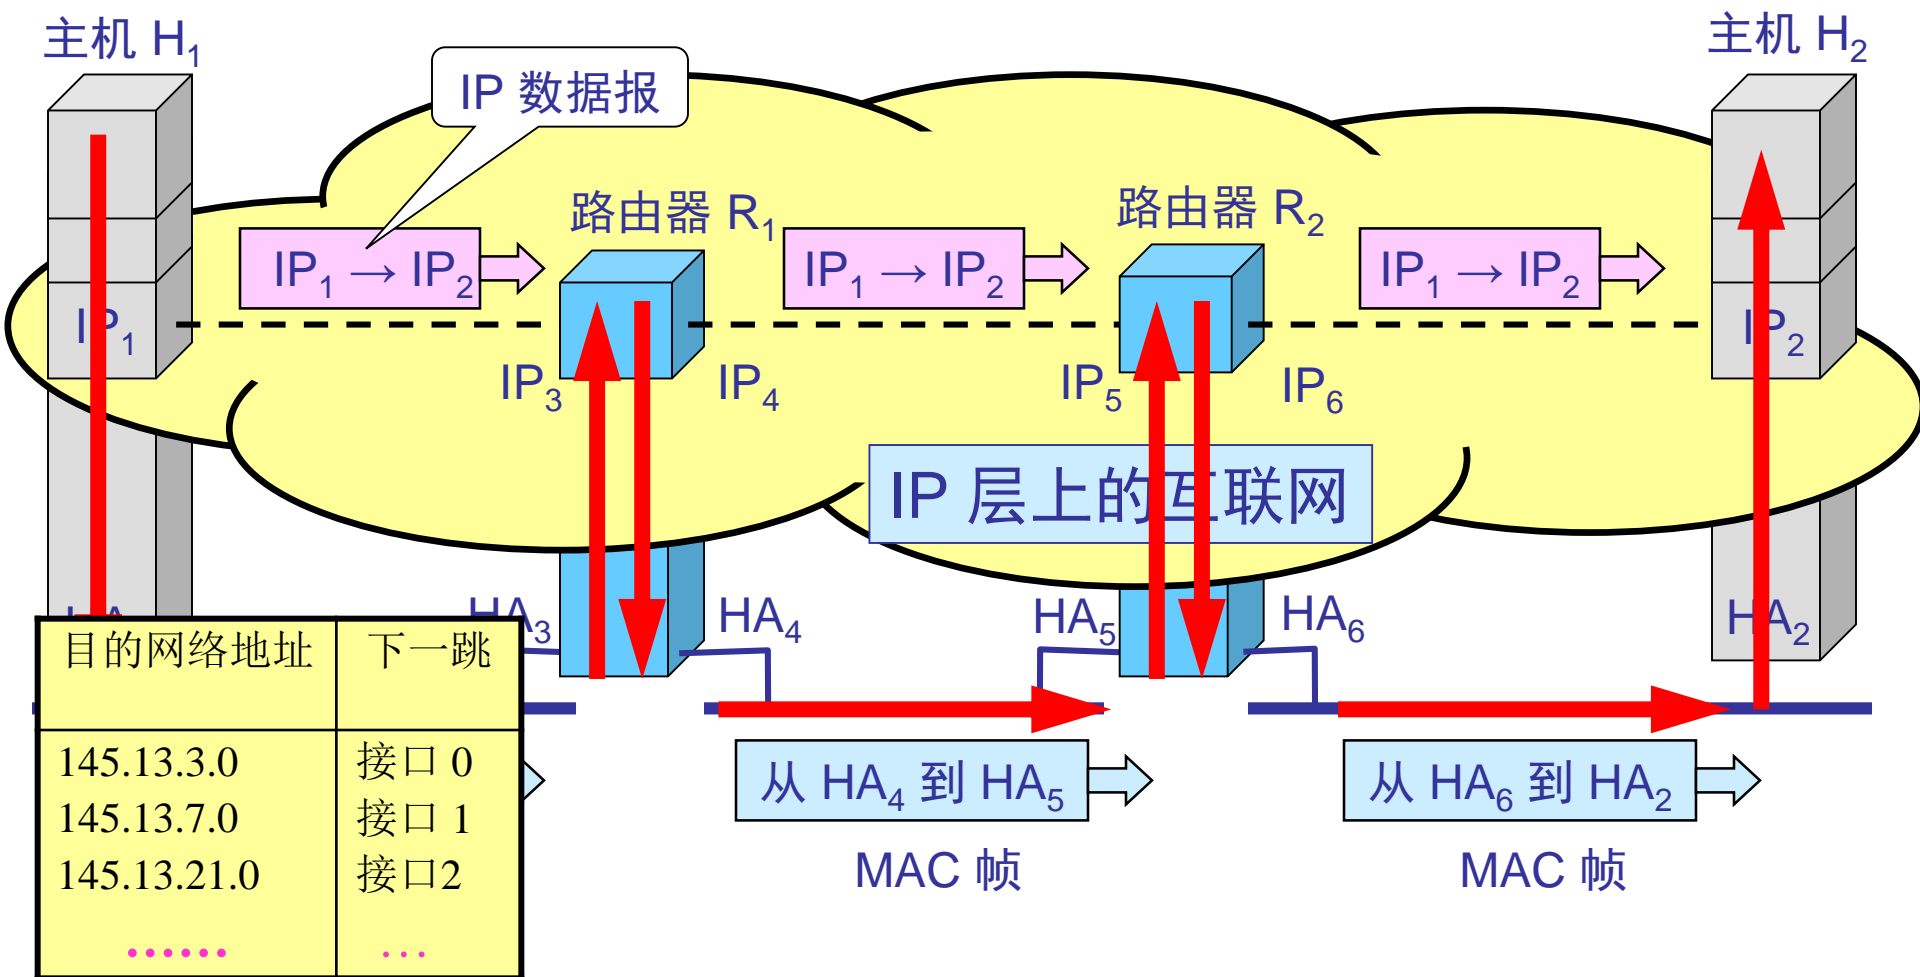 主机 H₁
主机 H₂
IP 数据报
路由器 R₁
路由器 R₂
IP₁ → IP₂
IP₁ → IP₂
IP₁ → IP₂
IP₁
IP₂
IP₃
IP₄
IP₅
IP₆
IP 层上的互联网
HA₃
HA₄
HA₅
HA₆
HA₂
目的网络地址 下一跳
145.13.3.0 接口 0
145.13.7.0 接口 1
145.13.21.0 接口2
…… …
从 HA₄ 到 HA₅
从 HA₆ 到 HA₂
MAC 帧
MAC 帧